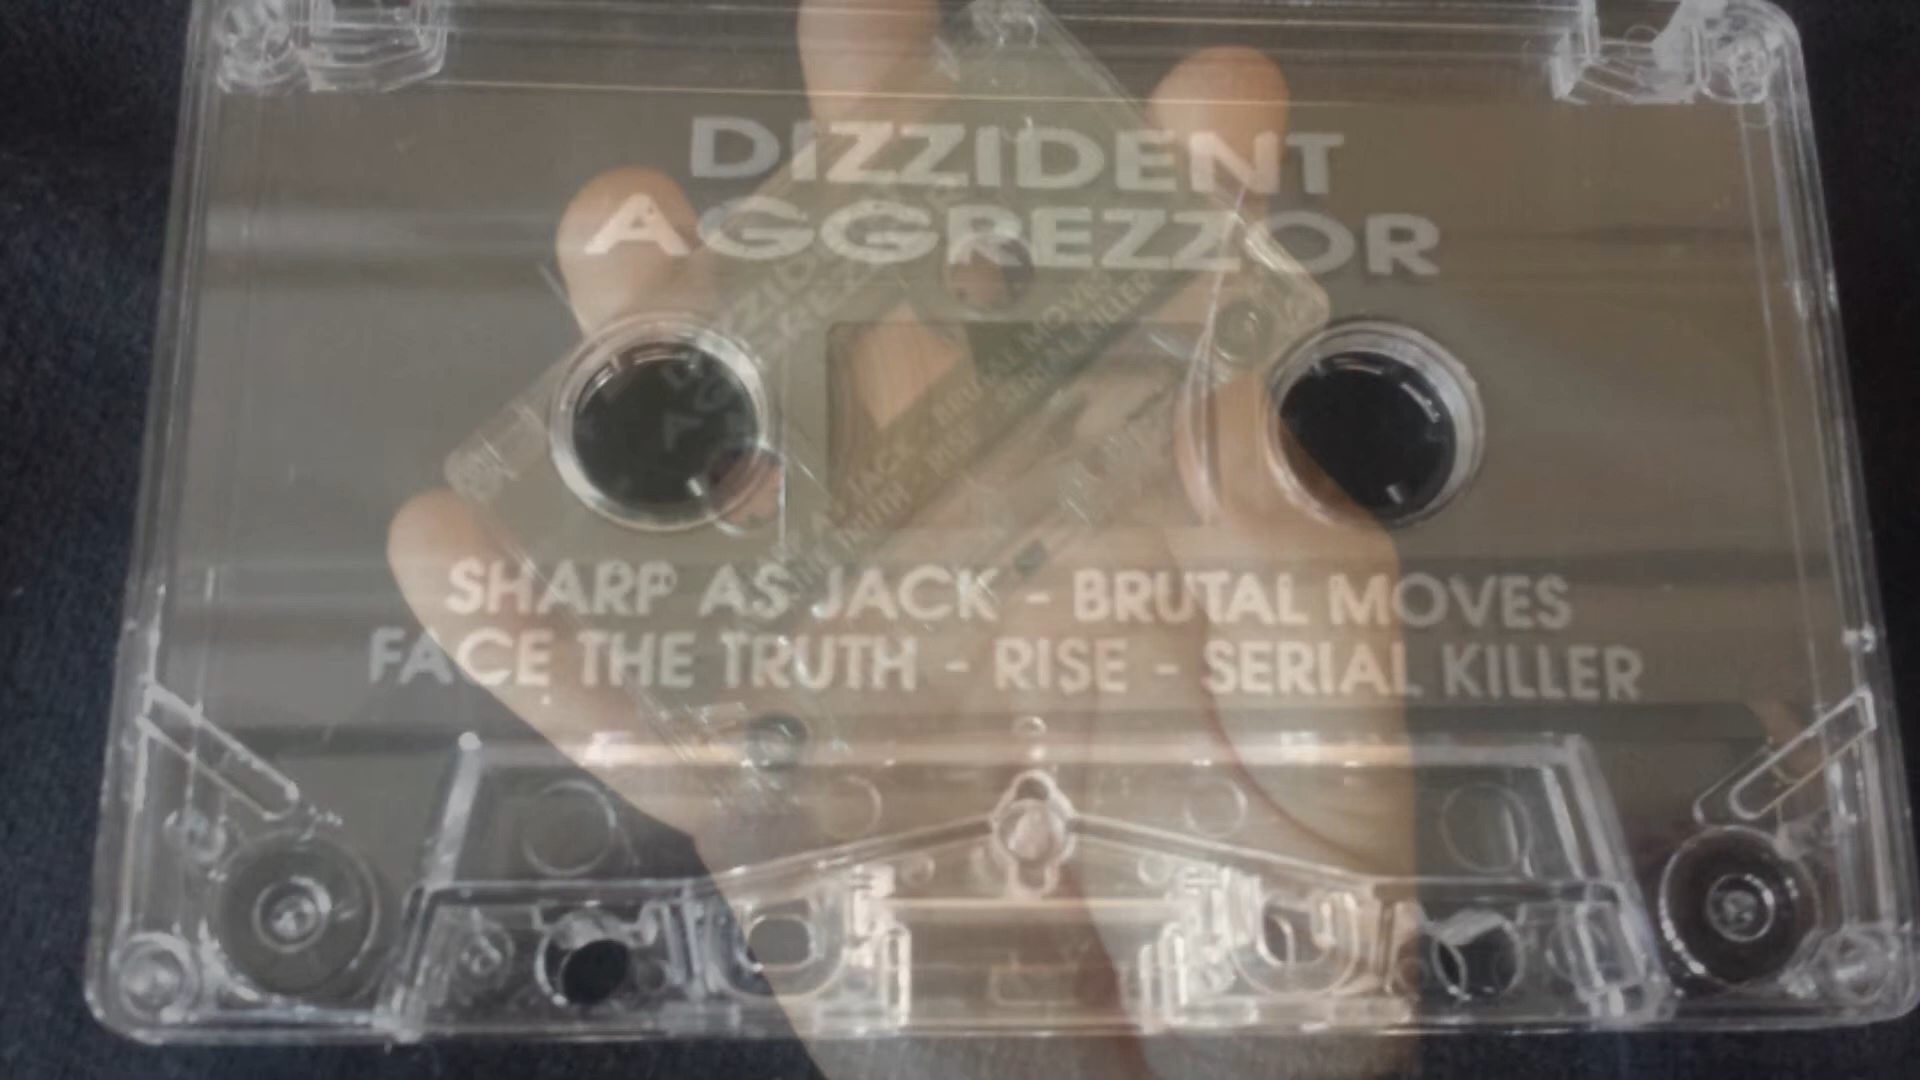 DIZZIDENT
AGGREZZOR
SHARP AS JACK - BRUTAL MOVES
FACE THE TRUTH - RISE - SERIAL KILLER